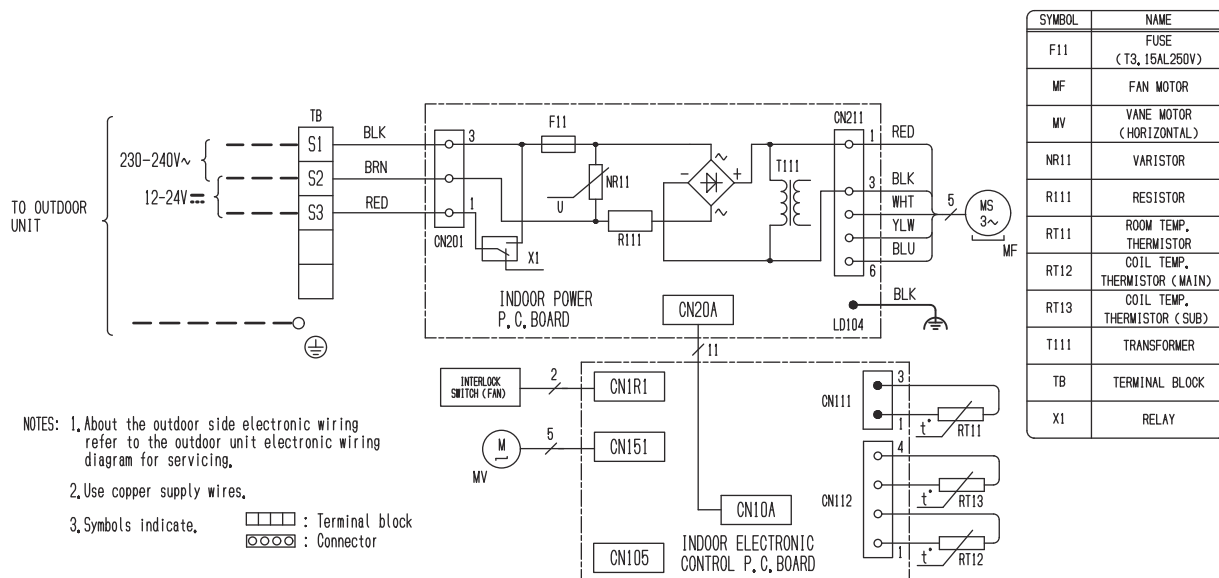 SYMBOL NAME
F11 FUSE
(T3.15AL250V)
MF FAN MOTOR
MV VANE MOTOR
(HORIZONTAL)
NR11 VARISTOR
R111 RESISTOR
RT11 ROOM TEMP.
THERMISTOR
RT12 COIL TEMP.
THERMISTOR (MAIN)
RT13 COIL TEMP.
THERMISTOR (SUB)
T111 TRANSFORMER
TB TERMINAL BLOCK
X1 RELAY
TO OUTDOOR
UNIT
230-240V~
12-24V⎓
TB
S1
S2
S3
BLK
BRN
RED
3
1
CN201
F11
NR11
U
R111
X1
~
~
-
+
T111
CN211
1
3
6
RED
BLK
WHT
YLW
BLU
5
MS
3~
MF
INDOOR POWER
P.C.BOARD
LD104
BLK
CN20A
11
INTERLOCK
SWITCH (FAN)
2
CN1R1
M
MV
5
CN151
CN10A
CN105
INDOOR ELECTRONIC
CONTROL P.C.BOARD
CN111
3
1
t°
RT11
CN112
4
1
t°
RT13
t°
RT12
NOTES: 1.About the outdoor side electronic wiring
refer to the outdoor unit electronic wiring
diagram for servicing.
2.Use copper supply wires.
3.Symbols indicate.
: Terminal block
: Connector